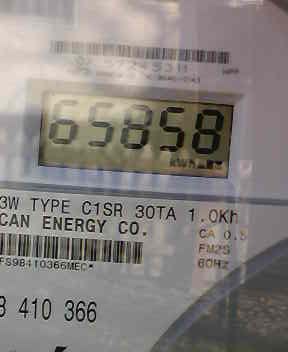 65858
kWh
3W TYPE C1SR 30TA 1.0Kh
CAN ENERGY CO.
CA 0.5
FM2S
60Hz
FS98410366MEC*
8 410 366